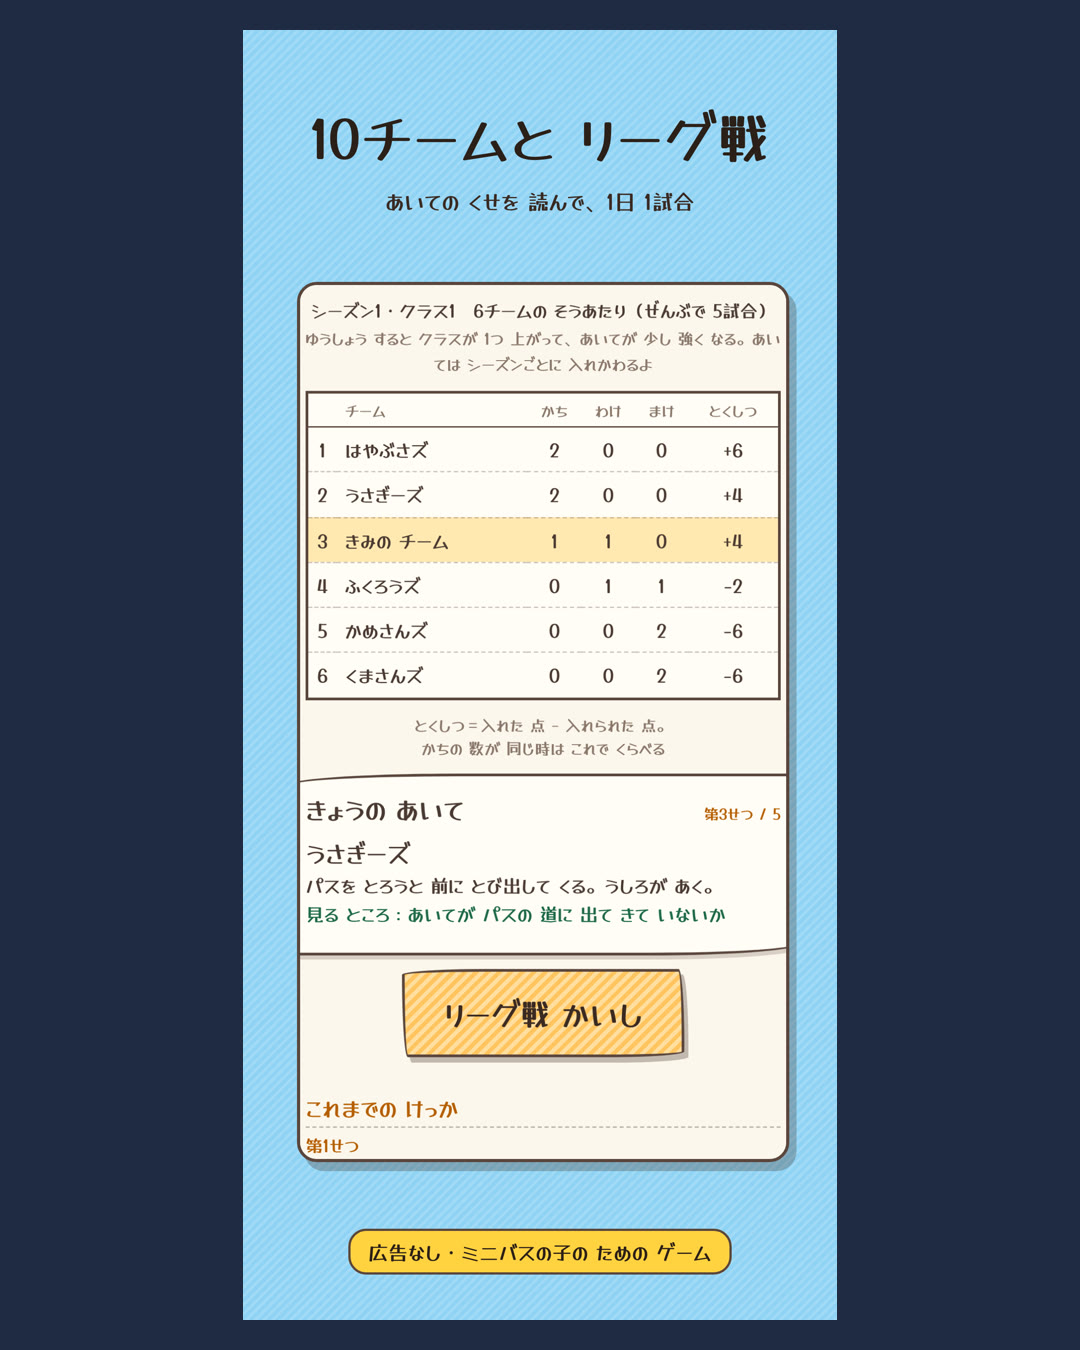 10チームと リーグ戦
あいての くせを 読んで、1日 1試合
シーズン1・クラス1　6チームの そうあたり（ぜんぶで 5試合）
ゆうしょう すると クラスが 1つ 上がって、あいてが 少し 強く なる。あい
ては シーズンごとに 入れかわるよ
チーム かち わけ まけ とくしつ
1 はやぶさズ 2 0 0 +6
2 うさぎーズ 2 0 0 +4
3 きみの チーム 1 1 0 +4
4 ふくろうズ 0 1 1 -2
5 かめさんズ 0 0 2 -6
6 くまさんズ 0 0 2 -6
とくしつ＝入れた 点 − 入れられた 点。
かちの 数が 同じ時は これで くらべる
きょうの あいて 第3せつ / 5
うさぎーズ
パスを とろうと 前に とび出して くる。うしろが あく。
見る ところ：あいてが パスの 道に 出て きて いないか
リーグ戦 かいし
これまでの けっか
第1せつ
広告なし・ミニバスの子の ための ゲーム